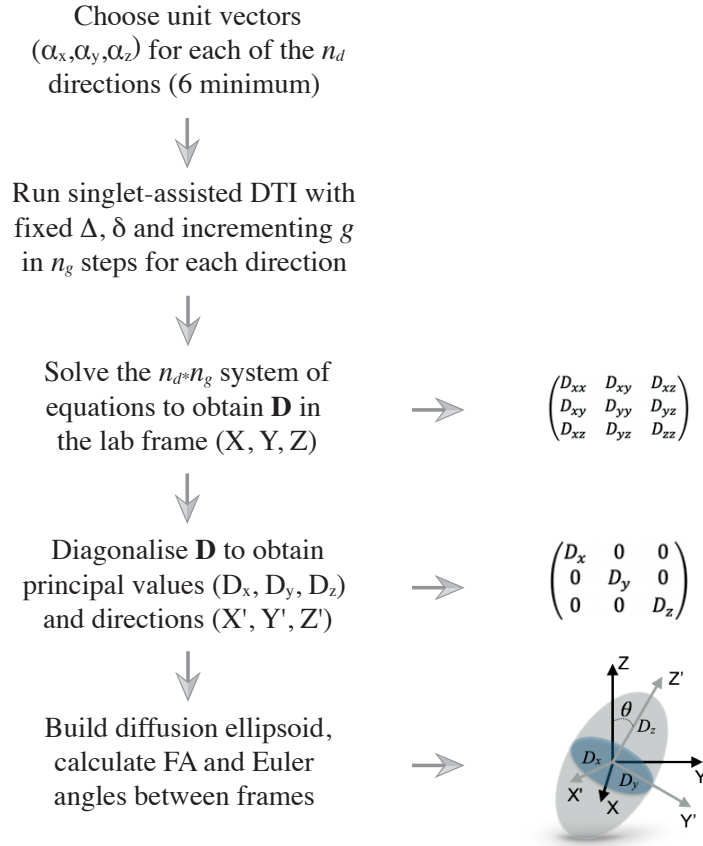 Choose unit vectors
(αx,αy,αz) for each of the nd
directions (6 minimum)
Run singlet-assisted DTI with
fixed Δ, δ and incrementing g
in ng steps for each direction
Solve the nd*ng system of
equations to obtain D in
the lab frame (X, Y, Z)
Dxx Dxy Dxz
Dxy Dyy Dyz
Dxz Dyz Dzz
Diagonalise D to obtain
principal values (Dx, Dy, Dz)
and directions (X', Y', Z')
Dx 0 0
0 Dy 0
0 0 Dz
Build diffusion ellipsoid,
calculate FA and Euler
angles between frames
Z
Z'
θ
Dz
Dx
Y
Dy
X'
X
Y'